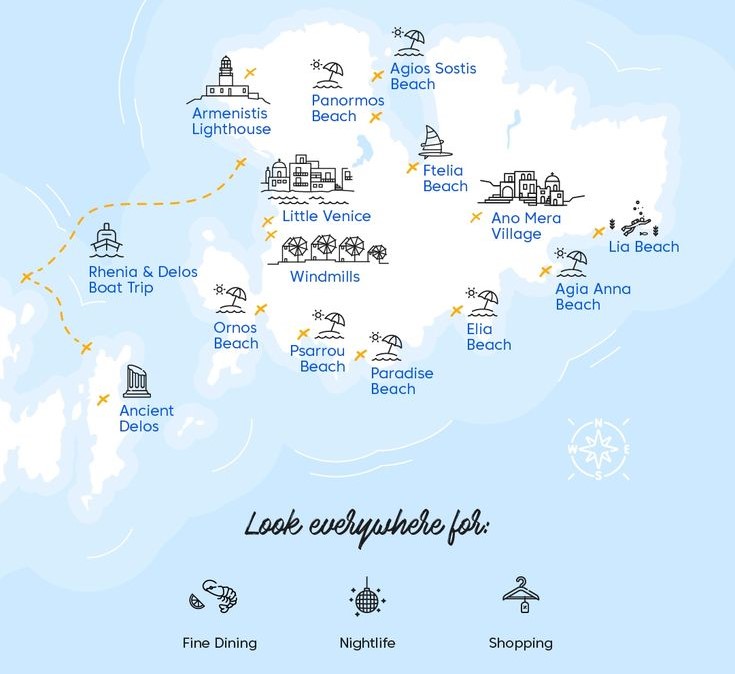 Agios Sostis
Beach
Panormos
Beach
Armenistis
Lighthouse
Ftelia
Beach
Little Venice
Ano Mera
Village
Lia Beach
Rhenia & Delos
Boat Trip
Windmills
Agia Anna
Beach
Ornos
Beach
Elia
Beach
Psarrou
Beach
Paradise
Beach
Ancient
Delos
N
W
E
S
Look everywhere for:
Fine Dining
Nightlife
Shopping